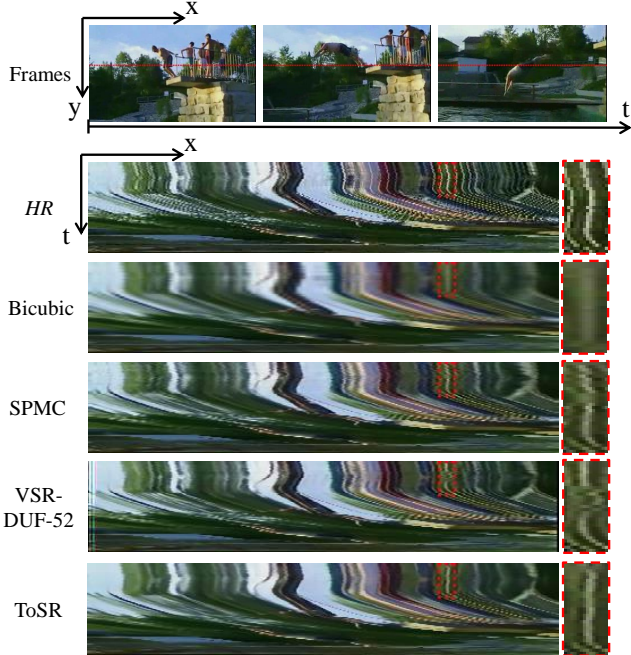 x
Frames
y
t
x
HR
t
Bicubic
SPMC
VSR-
DUF-52
ToSR